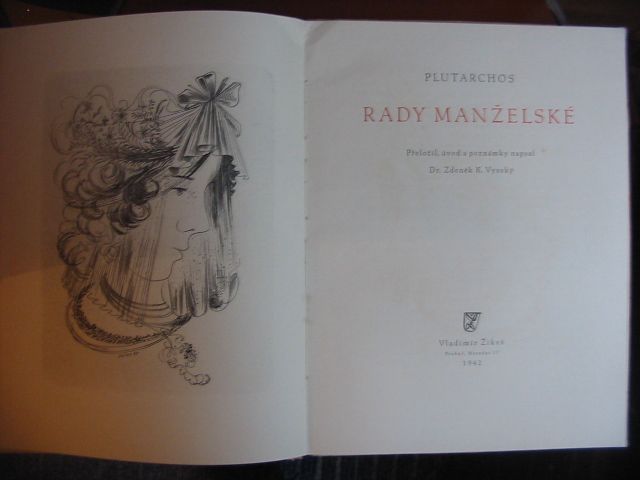 PLUTARCHOS
RADY MANŽELSKÉ
Přeložil, úvod a poznámky napsal
Dr. Zdeněk K. Vysoký
Vladimír Žikeš
1942